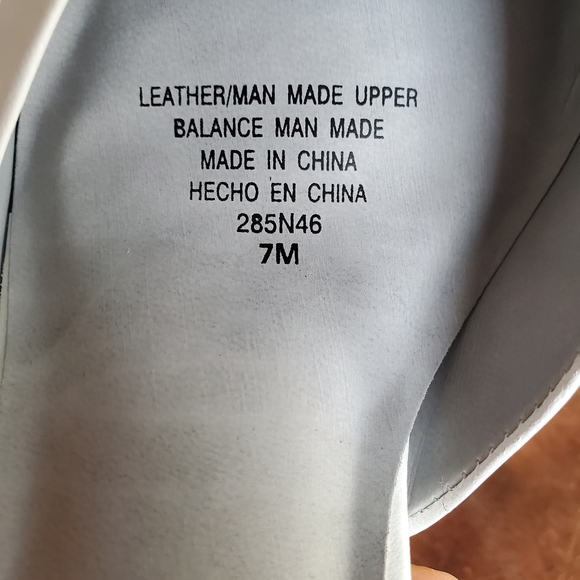 LEATHER/MAN MADE UPPER
BALANCE MAN MADE
MADE IN CHINA
HECHO EN CHINA
285N46
7M